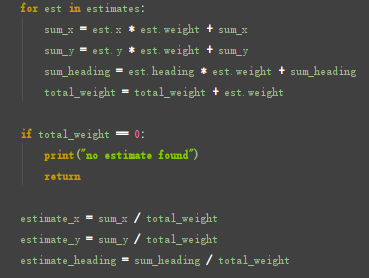 for est in estimates:
    sum_x = est.x * est.weight + sum_x
    sum_y = est.y * est.weight + sum_y
    sum_heading = est.heading * est.weight + sum_heading
    total_weight = total_weight + est.weight

if total_weight == 0:
    print("no estimate found")
    return

estimate_x = sum_x / total_weight
estimate_y = sum_y / total_weight
estimate_heading = sum_heading / total_weight